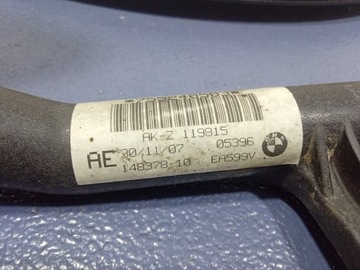 AK-Z 119815
AE 30/11/07 05396
148378-10 EA599V..